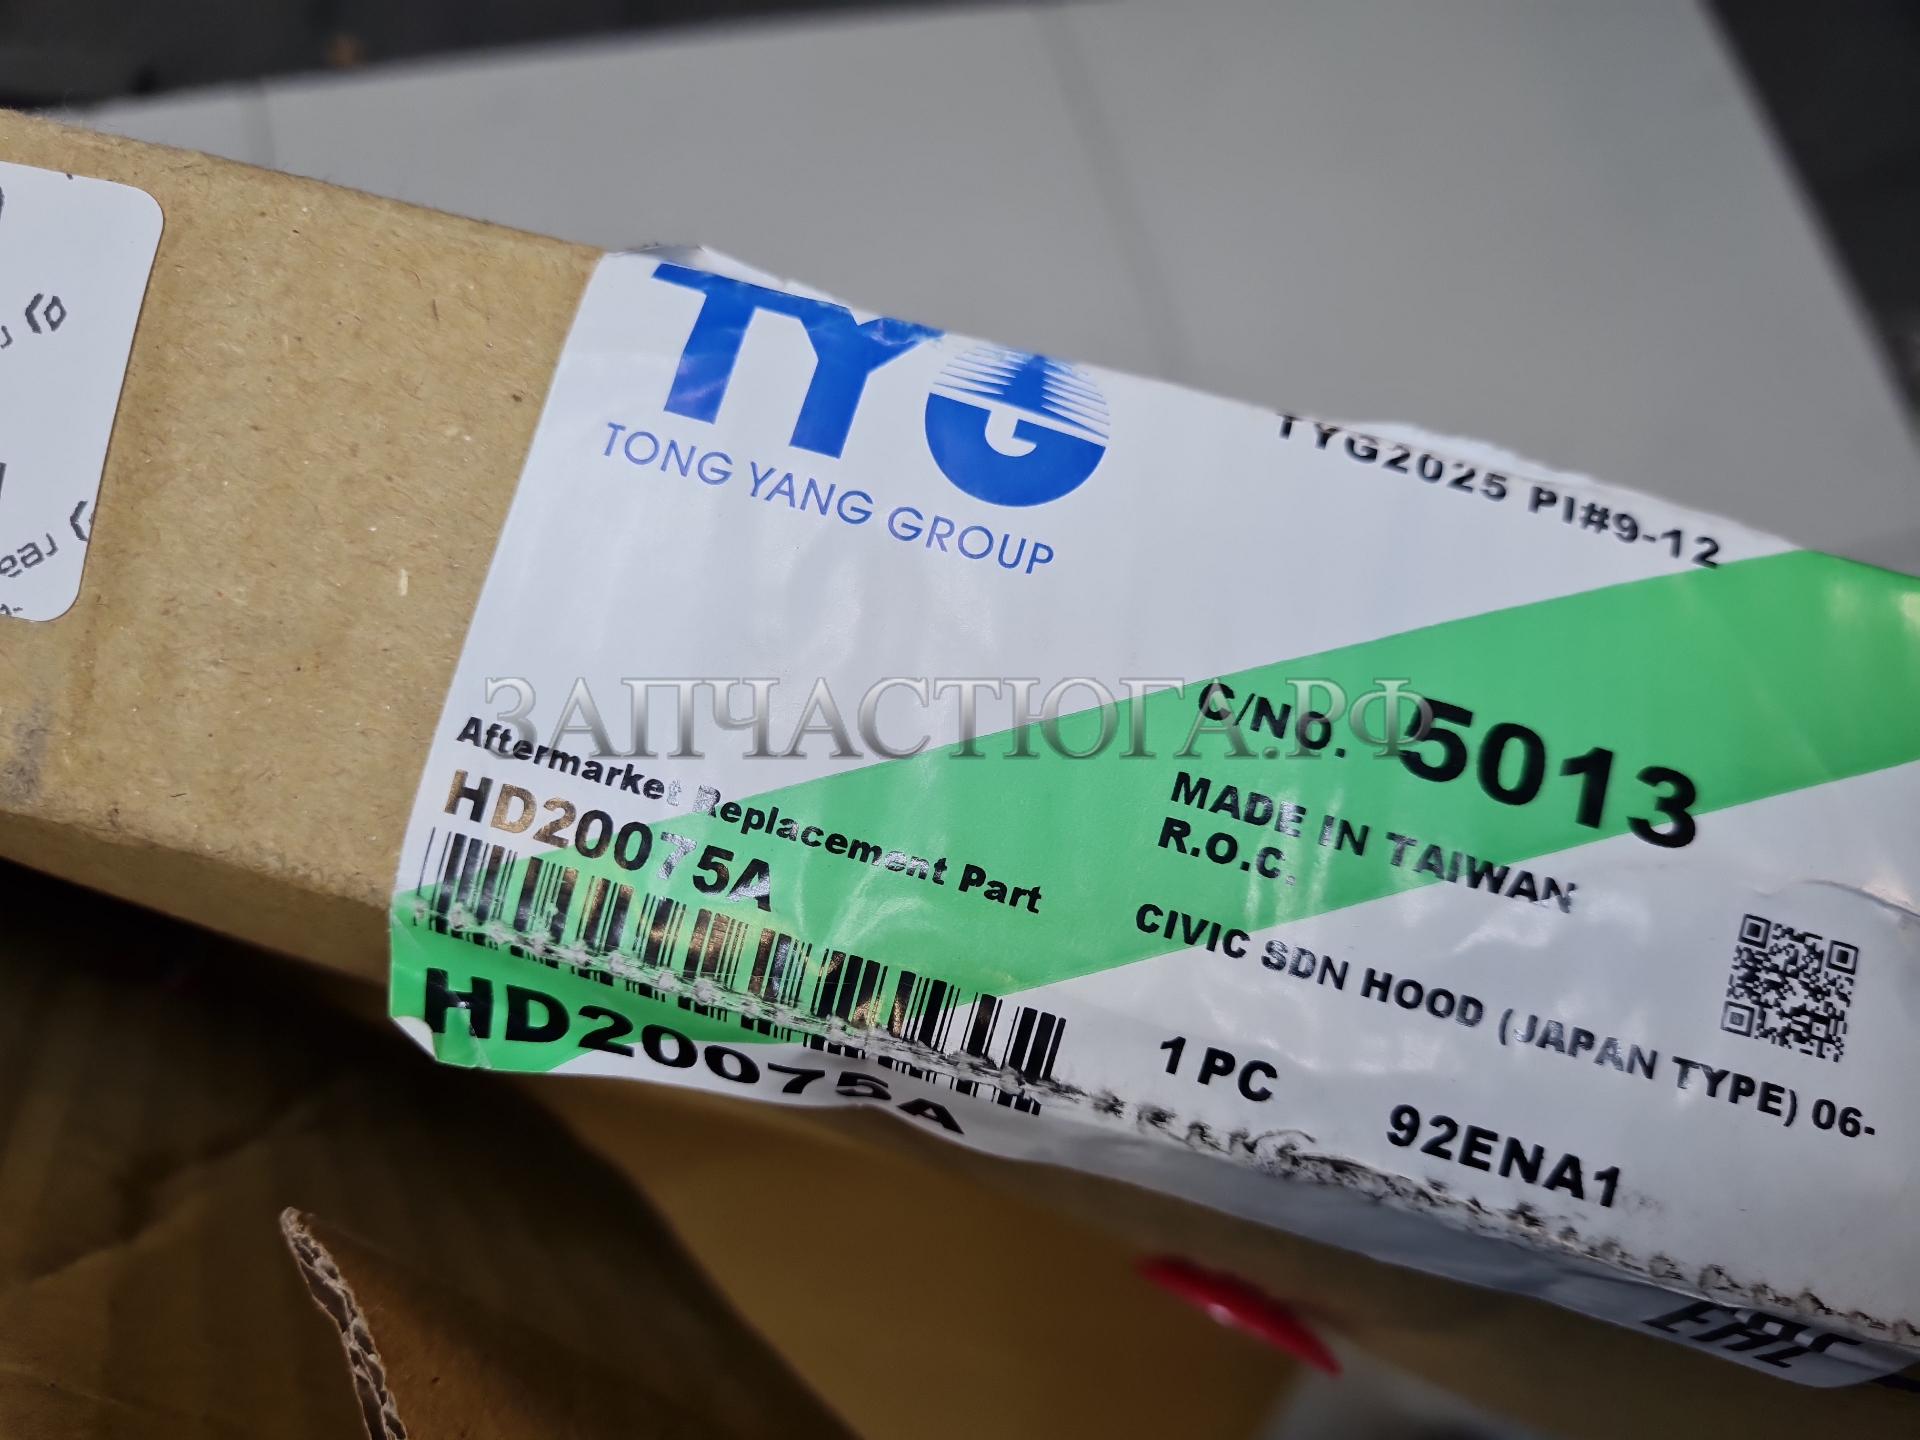 TYG
TONG YANG GROUP
TYG2025 PI#9-12
ЗАПЧАСТЮГА.РФ
C/NO. 5013
MADE IN TAIWAN
R.O.C.
Aftermarket Replacement Part
HD20075A
CIVIC SDN HOOD (JAPAN TYPE) 06-
1 PC
92ENA1
HD20075A
EAC